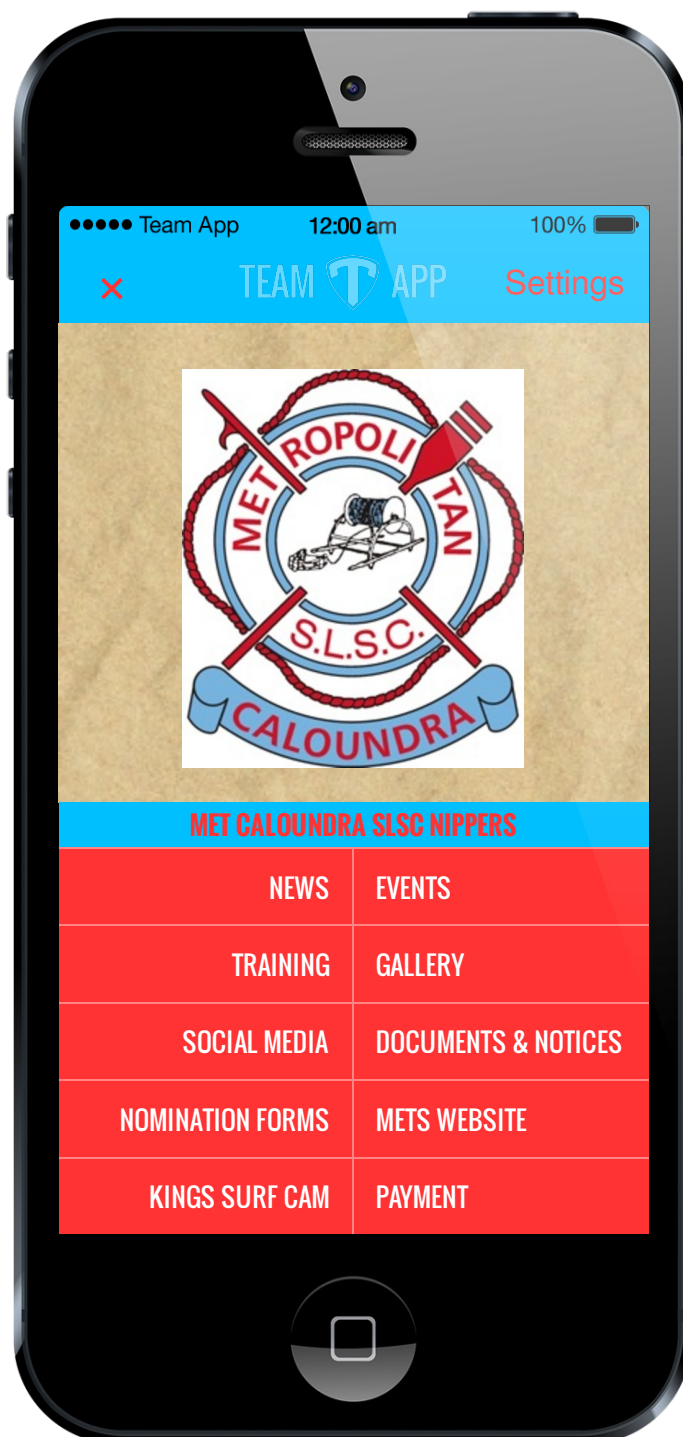 Team App 12:00 am 100%
× TEAM T APP Settings
METROPOLITAN
S.L.S.C.
CALOUNDRA
MET CALOUNDRA SLSC NIPPERS
NEWS EVENTS
TRAINING GALLERY
SOCIAL MEDIA DOCUMENTS & NOTICES
NOMINATION FORMS METS WEBSITE
KINGS SURF CAM PAYMENT